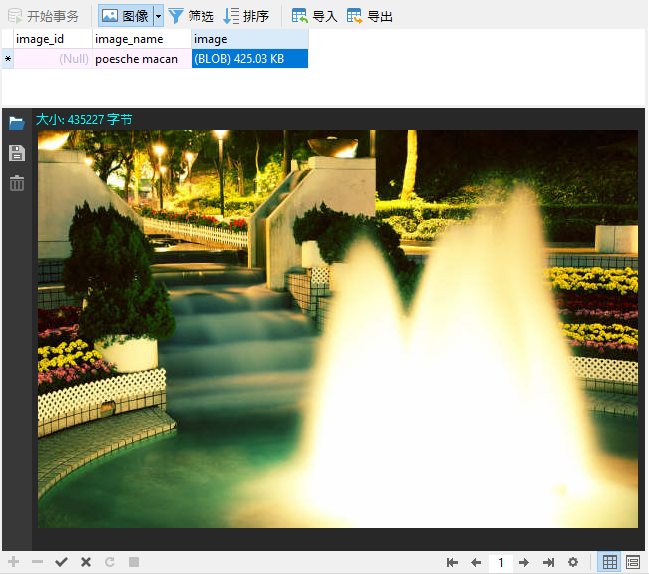 开始事务 图像 筛选 排序 导入 导出
image_id image_name image
* (Null) poesche macan (BLOB) 425.03 KB
大小: 435227 字节
1